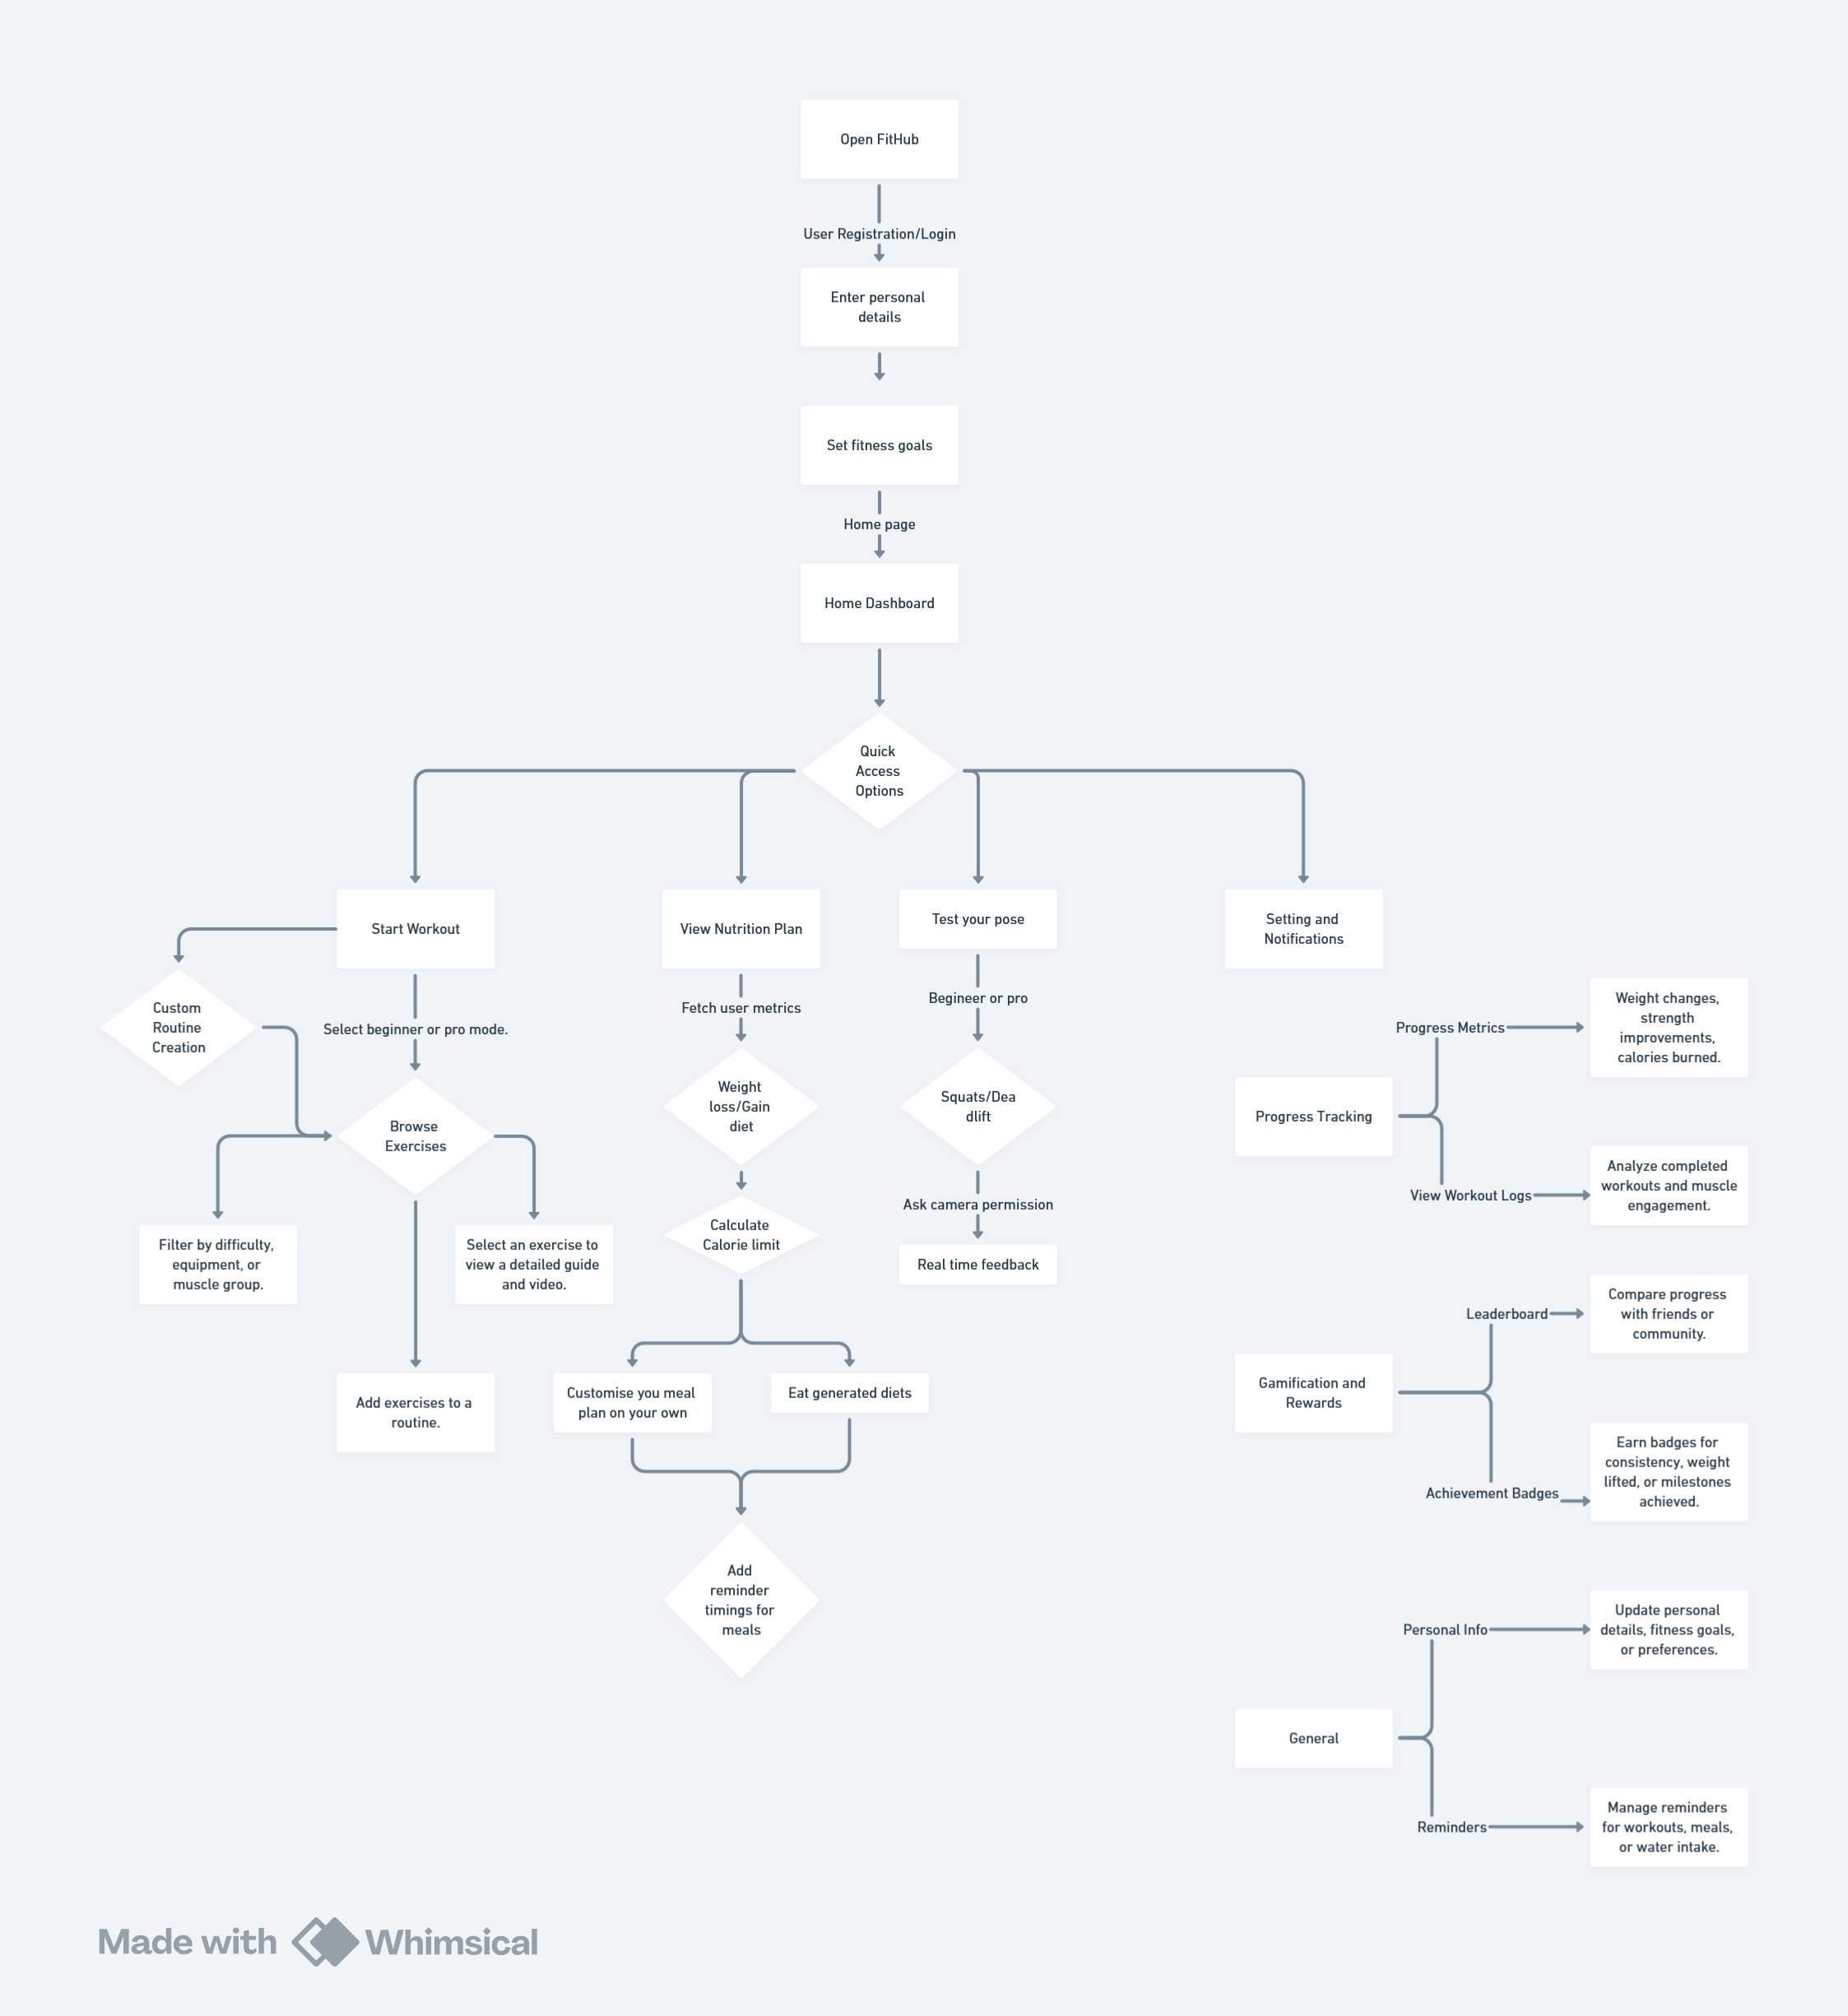 Open FitHub
User Registration/Login
Enter personal
details
Set fitness goals
Home page
Home Dashboard
Quick
Access
Options
Start Workout
View Nutrition Plan
Test your pose
Setting and
Notifications
Custom
Routine
Creation
Select beginner or pro mode.
Browse
Exercises
Filter by difficulty,
equipment, or
muscle group.
Select an exercise to
view a detailed guide
and video.
Add exercises to a
routine.
Fetch user metrics
Weight
loss/Gain
diet
Calculate
Calorie limit
Customise you meal
plan on your own
Eat generated diets
Add
reminder
timings for
meals
Begineer or pro
Squats/Dea
dlift
Ask camera permission
Real time feedback
Progress Tracking
Progress Metrics
Weight changes,
strength
improvements,
calories burned.
View Workout Logs
Analyze completed
workouts and muscle
engagement.
Gamification and
Rewards
Leaderboard
Compare progress
with friends or
community.
Achievement Badges
Earn badges for
consistency, weight
lifted, or milestones
achieved.
General
Personal Info
Update personal
details, fitness goals,
or preferences.
Reminders
Manage reminders
for workouts, meals,
or water intake.
Made with Whimsical